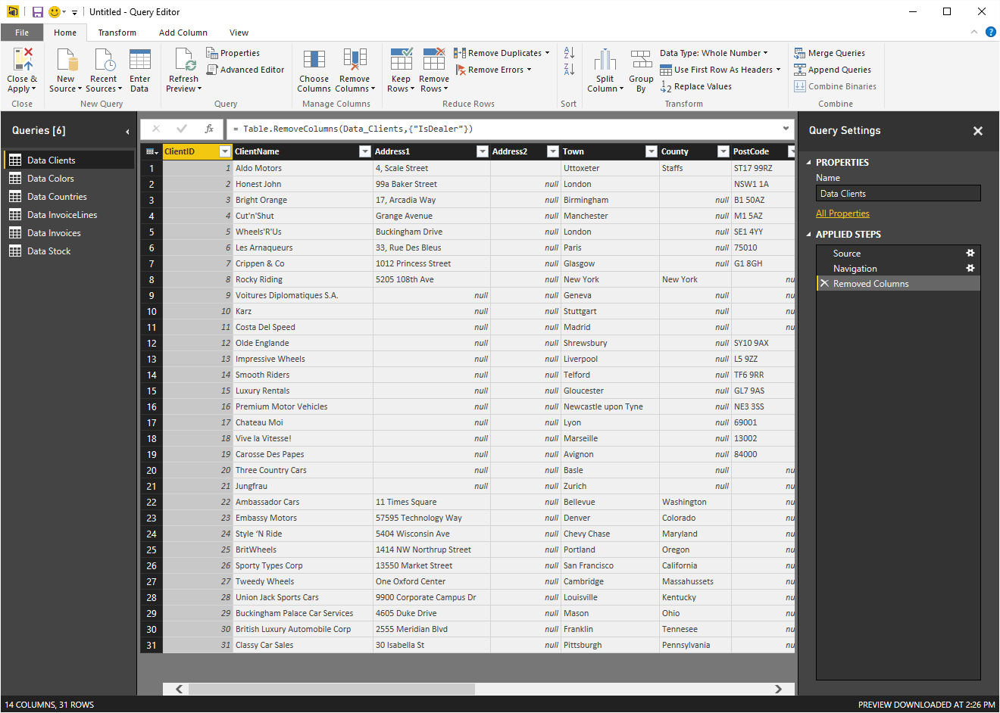 Untitled - Query Editor
File Home Transform Add Column View
Close & Apply
New Source
Recent Sources
Enter Data
Refresh Preview
Properties
Advanced Editor
Choose Columns
Remove Columns
Keep Rows
Remove Rows
Remove Duplicates
Remove Errors
Split Column
Group By
Data Type: Whole Number
Use First Row As Headers
Replace Values
Merge Queries
Append Queries
Combine Binaries
Close New Query Query Manage Columns Reduce Rows Sort Transform Combine
Queries [6]
Data Clients
Data Colors
Data Countries
Data InvoiceLines
Data Invoices
Data Stock
fx = Table.RemoveColumns(Data_Clients,{"IsDealer"})
ClientID ClientName Address1 Address2 Town County PostCode
1 1 Aldo Motors 4, Scale Street Uttoxeter Staffs ST17 99RZ
2 2 Honest John 99a Baker Street null London NSW1 1A
3 3 Bright Orange 17, Arcadia Way null Birmingham null B1 50AZ
4 4 Cut'n'Shut Grange Avenue null Manchester null M1 5AZ
5 5 Wheels'R'Us Buckingham Drive null London null SE1 4YY
6 6 Les Arnaqueurs 33, Rue Des Bleus null Paris null 75010
7 7 Crippen & Co 1012 Princess Street null Glasgow null G1 8GH
8 8 Rocky Riding 5205 108th Ave null New York New York nu
9 9 Voitures Diplomatiques S.A. null null Geneva null nu
10 10 Karz null null Stuttgart null nu
11 11 Costa Del Speed null null Madrid null nu
12 12 Olde Englande null null Shrewsbury null SY10 9AX
13 13 Impressive Wheels null null Liverpool null L5 9ZZ
14 14 Smooth Riders null null Telford null TF6 9RR
15 15 Luxury Rentals null null Gloucester null GL7 9AS
16 16 Premium Motor Vehicles null null Newcastle upon Tyne null NE3 3SS
17 17 Chateau Moi null null Lyon null 69001
18 18 Vive la Vitesse! null null Marseille null 13002
19 19 Carosse Des Papes null null Avignon null 84000
20 20 Three Country Cars null null Basle null nu
21 21 Jungfrau null null Zurich null nu
22 22 Ambassador Cars 11 Times Square null Bellevue Washington nu
23 23 Embassy Motors 57595 Technology Way null Denver Colorado nu
24 24 Style ‘N Ride 5404 Wisconsin Ave null Chevy Chase Maryland nu
25 25 BritWheels 1414 NW Northrup Street null Portland Oregon nu
26 26 Sporty Types Corp 13550 Market Street null San Francisco California nu
27 27 Tweedy Wheels One Oxford Center null Cambridge Massahussets nu
28 28 Union Jack Sports Cars 9900 Corporate Campus Dr null Louisville Kentucky nu
29 29 Buckingham Palace Car Services 4605 Duke Drive null Mason Ohio nu
30 30 British Luxury Automobile Corp 2555 Meridian Blvd null Franklin Tennesee nu
31 31 Classy Car Sales 30 Isabella St null Pittsburgh Pennsylvania nu
Query Settings
PROPERTIES
Name
Data Clients
All Properties
APPLIED STEPS
Source
Navigation
Removed Columns
14 COLUMNS, 31 ROWS PREVIEW DOWNLOADED AT 2:26 PM